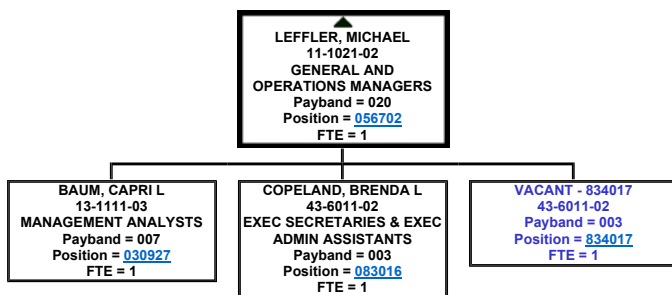 LEFFLER, MICHAEL
11-1021-02
GENERAL AND
OPERATIONS MANAGERS
Payband = 020
Position = 056702
FTE = 1
BAUM, CAPRI L
13-1111-03
MANAGEMENT ANALYSTS
Payband = 007
Position = 030927
FTE = 1
COPELAND, BRENDA L
43-6011-02
EXEC SECRETARIES & EXEC
ADMIN ASSISTANTS
Payband = 003
Position = 083016
FTE = 1
VACANT - 834017
43-6011-02
Payband = 003
Position = 834017
FTE = 1